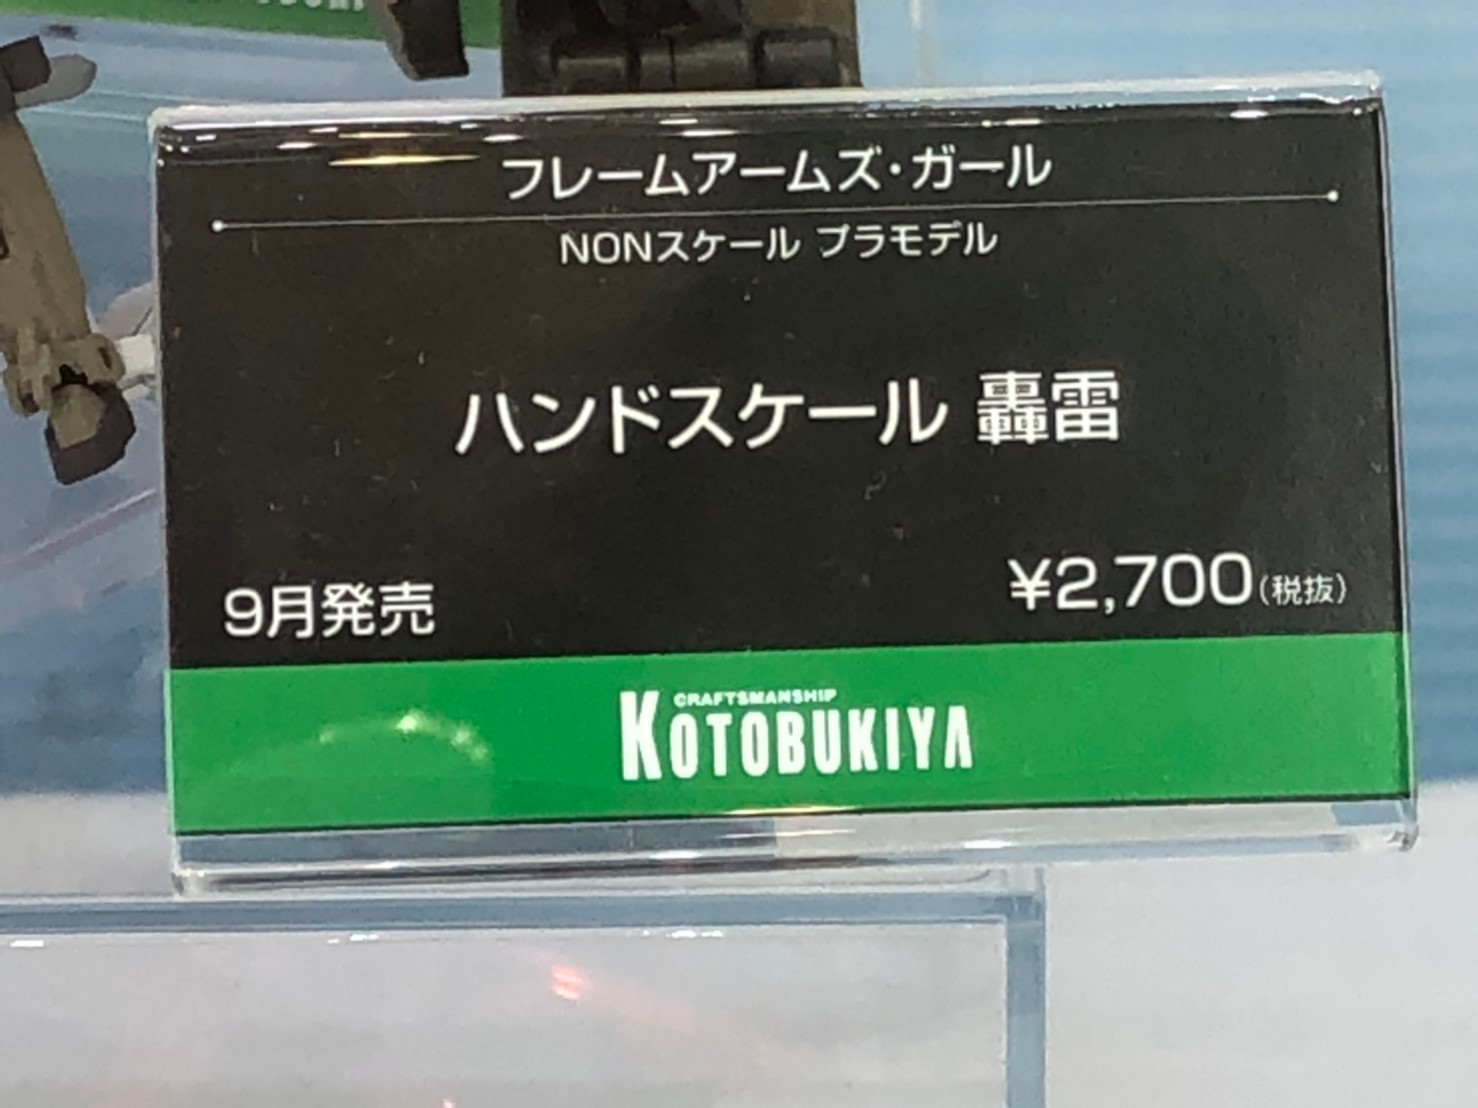 フレームアームズ・ガール
NONスケール プラモデル
ハンドスケール 轟雷
9月発売
¥2,700(税抜)
CRAFTSMANSHIP
KOTOBUKIYA